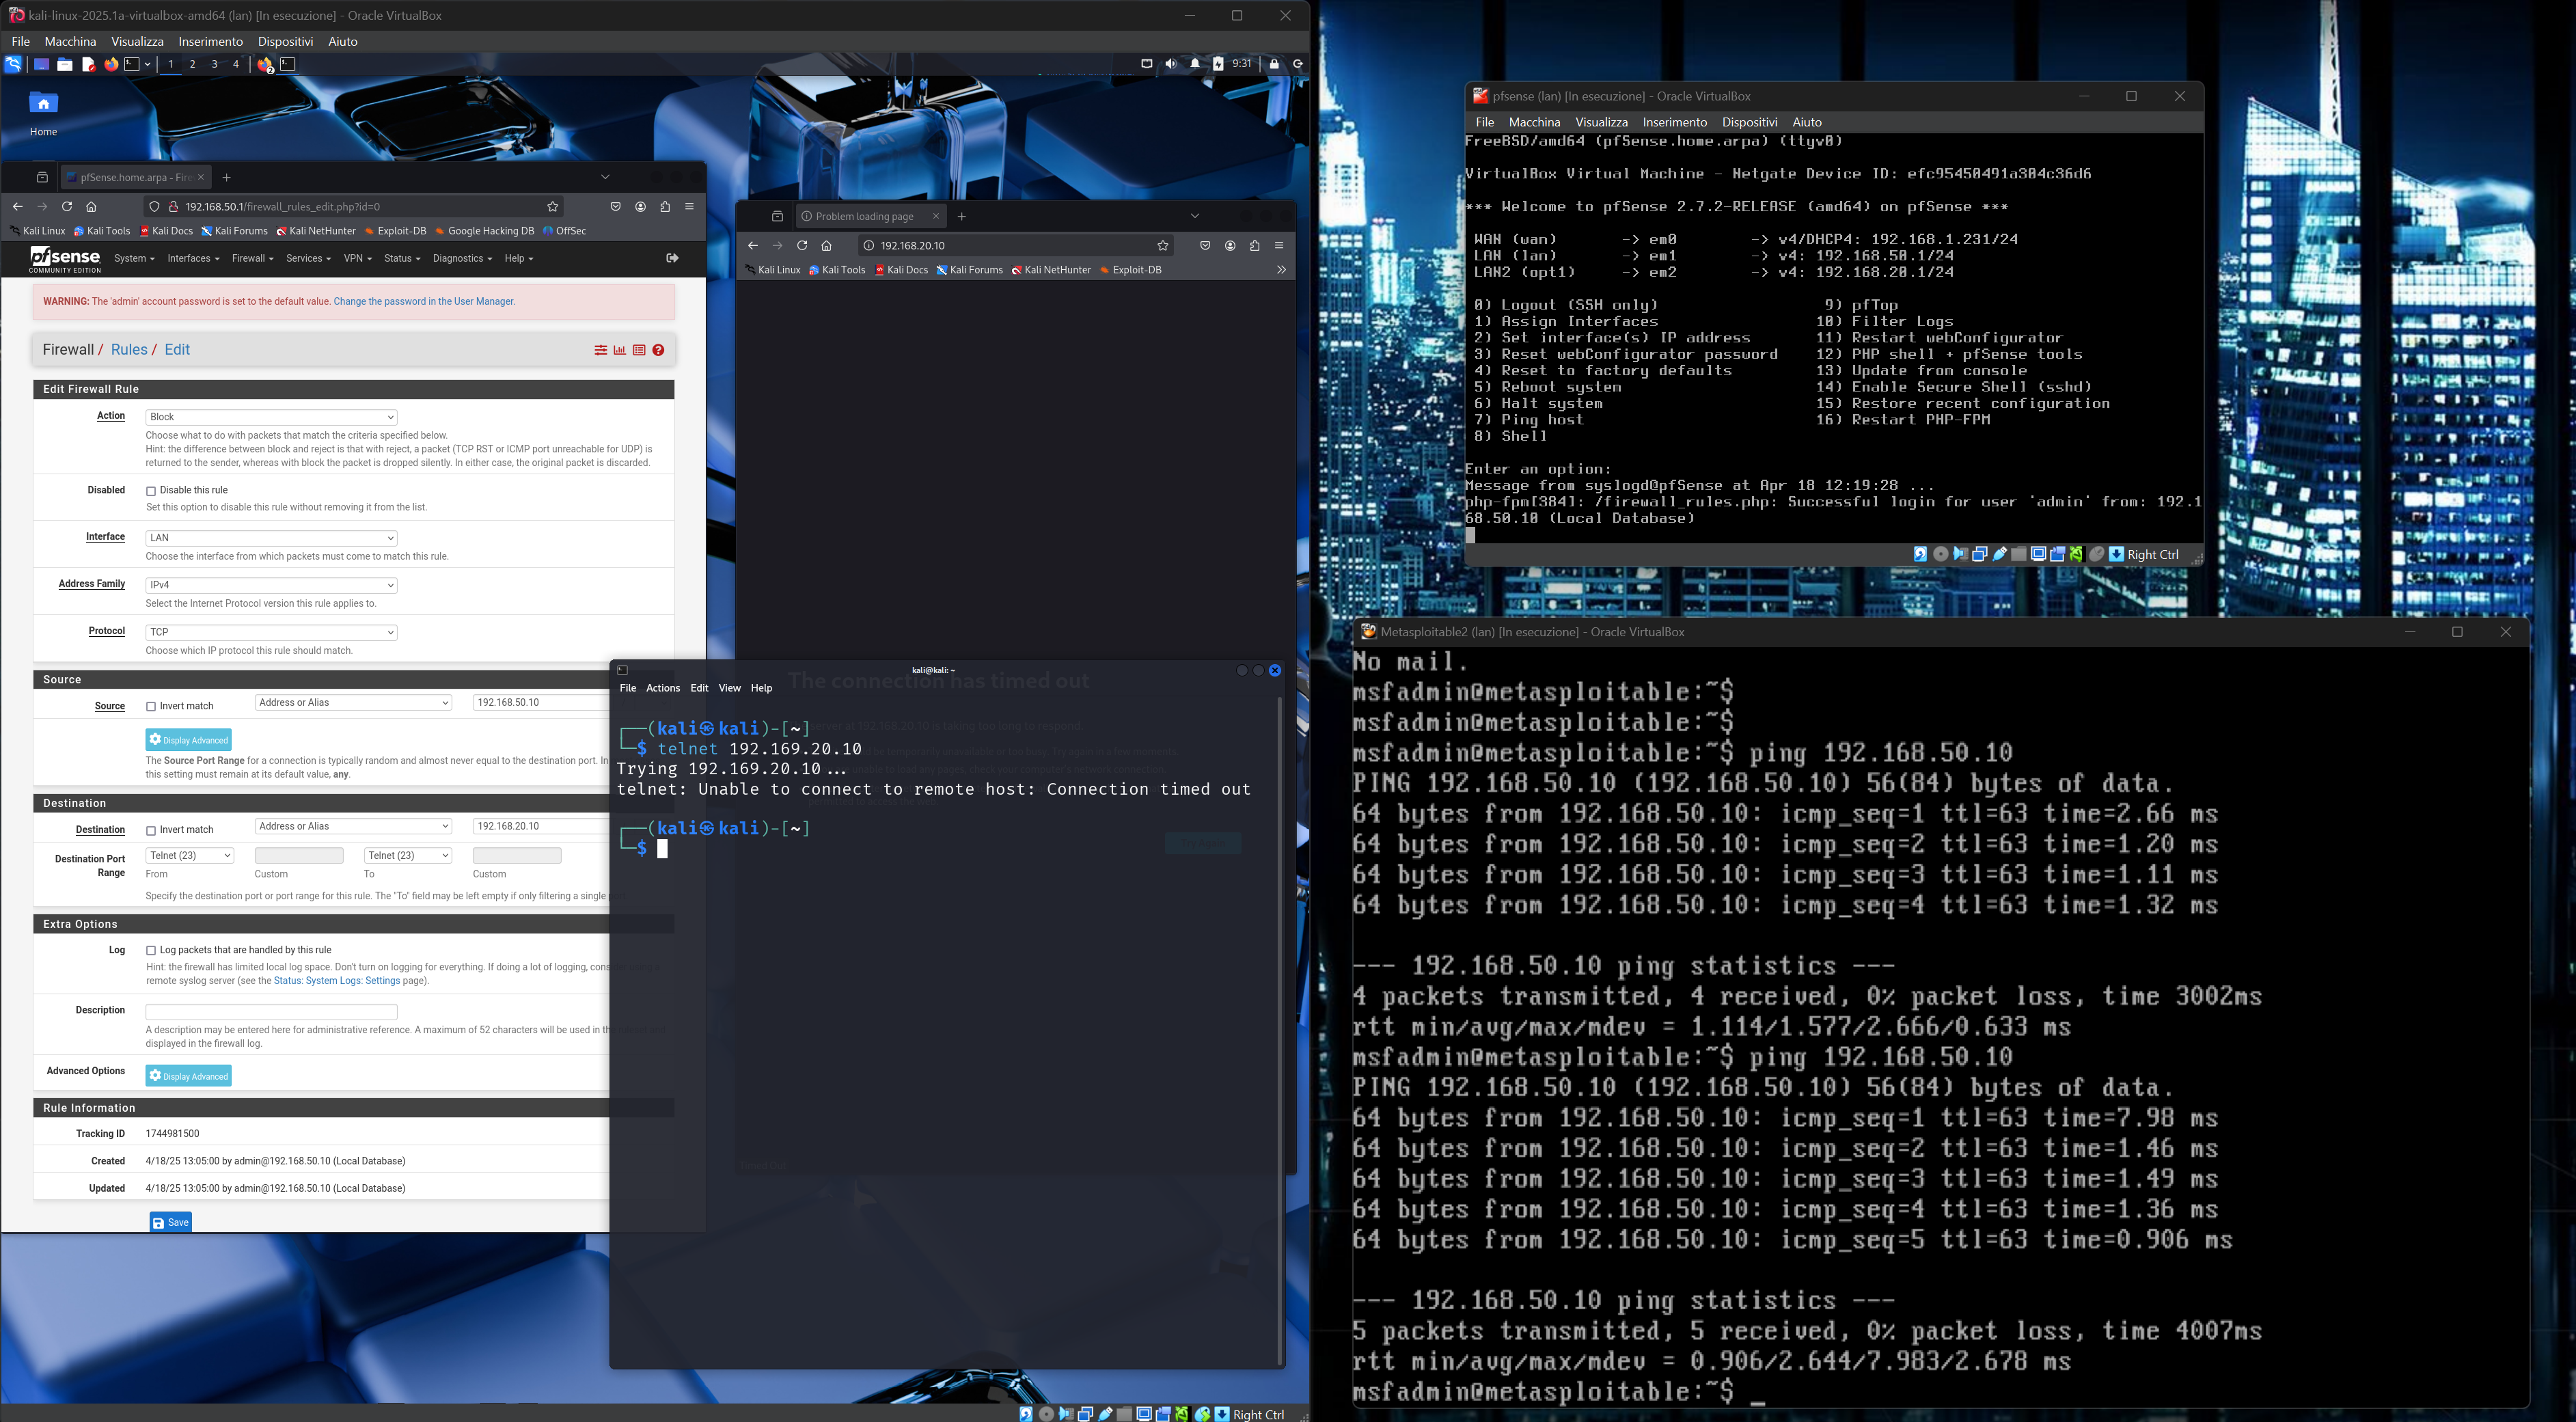 kali-linux-2025.1a-virtualbox-amd64 (lan) [In esecuzione] - Oracle VirtualBox
File Macchina Visualizza Inserimento Dispositivi Aiuto
1 2 3 4
9:31
Home
pfSense.home.arpa - Fire
192.168.50.1/firewall_rules_edit.php?id=0
Kali Linux Kali Tools Kali Docs Kali Forums Kali NetHunter Exploit-DB Google Hacking DB OffSec
pfsense
COMMUNITY EDITION
System Interfaces Firewall Services VPN Status Diagnostics Help
WARNING: The 'admin' account password is set to the default value. Change the password in the User Manager.
Firewall / Rules / Edit
Edit Firewall Rule
Action
Block
Choose what to do with packets that match the criteria specified below.
Hint: the difference between block and reject is that with reject, a packet (TCP RST or ICMP port unreachable for UDP) is
returned to the sender, whereas with block the packet is dropped silently. In either case, the original packet is discarded.
Disabled
Disable this rule
Set this option to disable this rule without removing it from the list.
Interface
LAN
Choose the interface from which packets must come to match this rule.
Address Family
IPv4
Select the Internet Protocol version this rule applies to.
Protocol
TCP
Choose which IP protocol this rule should match.
Source
Source
Invert match
Address or Alias
192.168.50.10
Display Advanced
The Source Port Range for a connection is typically random and almost never equal to the destination port. In
this setting must remain at its default value, any.
Destination
Destination
Invert match
Address or Alias
192.168.20.10
Destination Port
Range
Telnet (23)
Telnet (23)
From Custom To Custom
Specify the destination port or port range for this rule. The "To" field may be left empty if only filtering a single
Extra Options
Log
Log packets that are handled by this rule
Hint: the firewall has limited local log space. Don't turn on logging for everything. If doing a lot of logging,
remote syslog server (see the Status: System Logs: Settings page).
Description
A description may be entered here for administrative reference. A maximum of 52 characters will be used in
displayed in the firewall log.
Advanced Options
Display Advanced
Rule Information
Tracking ID 1744981500
Created 4/18/25 13:05:00 by admin@192.168.50.10 (Local Database)
Updated 4/18/25 13:05:00 by admin@192.168.50.10 (Local Database)
Save
Problem loading page
192.168.20.10
Kali Linux Kali Tools Kali Docs Kali Forums Kali NetHunter Exploit-DB
The connection has timed out
kali@kali: ~
File Actions Edit View Help
┌──(kali㉿kali)-[~]
└─$ telnet 192.169.20.10
Trying 192.169.20.10...
telnet: Unable to connect to remote host: Connection timed out
┌──(kali㉿kali)-[~]
└─$
Right Ctrl
pfsense (lan) [In esecuzione] - Oracle VirtualBox
File Macchina Visualizza Inserimento Dispositivi Aiuto
FreeBSD/amd64 (pfSense.home.arpa) (ttyv0)
VirtualBox Virtual Machine - Netgate Device ID: efc95450491a384c36d6
*** Welcome to pfSense 2.7.2-RELEASE (amd64) on pfSense ***
WAN (wan) -> em0 -> v4/DHCP4: 192.168.1.231/24
LAN (lan) -> em1 -> v4: 192.168.50.1/24
LAN2 (opt1) -> em2 -> v4: 192.168.20.1/24
0) Logout (SSH only) 9) pfTop
1) Assign Interfaces 10) Filter Logs
2) Set interface(s) IP address 11) Restart webConfigurator
3) Reset webConfigurator password 12) PHP shell + pfSense tools
4) Reset to factory defaults 13) Update from console
5) Reboot system 14) Enable Secure Shell (sshd)
6) Halt system 15) Restore recent configuration
7) Ping host 16) Restart PHP-FPM
8) Shell
Enter an option:
Message from syslogd@pfSense at Apr 18 12:19:28 ...
php-fpm[384]: /firewall_rules.php: Successful login for user 'admin' from: 192.1
68.50.10 (Local Database)
Right Ctrl
Metasploitable2 (lan) [In esecuzione] - Oracle VirtualBox
No mail.
msfadmin@metasploitable:~$
msfadmin@metasploitable:~$
msfadmin@metasploitable:~$ ping 192.168.50.10
PING 192.168.50.10 (192.168.50.10) 56(84) bytes of data.
64 bytes from 192.168.50.10: icmp_seq=1 ttl=63 time=2.66 ms
64 bytes from 192.168.50.10: icmp_seq=2 ttl=63 time=1.20 ms
64 bytes from 192.168.50.10: icmp_seq=3 ttl=63 time=1.11 ms
64 bytes from 192.168.50.10: icmp_seq=4 ttl=63 time=1.32 ms
--- 192.168.50.10 ping statistics ---
4 packets transmitted, 4 received, 0% packet loss, time 3002ms
rtt min/avg/max/mdev = 1.114/1.577/2.666/0.633 ms
msfadmin@metasploitable:~$ ping 192.168.50.10
PING 192.168.50.10 (192.168.50.10) 56(84) bytes of data.
64 bytes from 192.168.50.10: icmp_seq=1 ttl=63 time=7.98 ms
64 bytes from 192.168.50.10: icmp_seq=2 ttl=63 time=1.46 ms
64 bytes from 192.168.50.10: icmp_seq=3 ttl=63 time=1.49 ms
64 bytes from 192.168.50.10: icmp_seq=4 ttl=63 time=1.36 ms
64 bytes from 192.168.50.10: icmp_seq=5 ttl=63 time=0.906 ms
--- 192.168.50.10 ping statistics ---
5 packets transmitted, 5 received, 0% packet loss, time 4007ms
rtt min/avg/max/mdev = 0.906/2.644/7.983/2.678 ms
msfadmin@metasploitable:~$ _